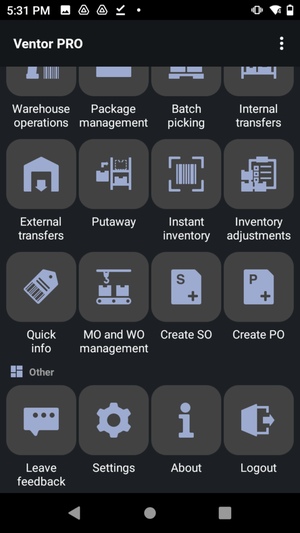 5:31 PM
Ventor PRO
Warehouse operations
Package management
Batch picking
Internal transfers
External transfers
Putaway
Instant inventory
Inventory adjustments
Quick info
MO and WO management
S
Create SO
P
Create PO
Other
Leave feedback
Settings
About
Logout